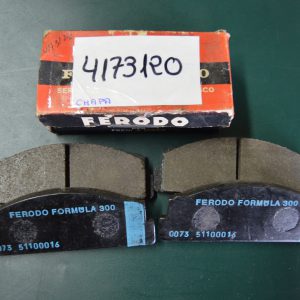 4173120
CHAPA
FERODO
FERODO FORMULA 300
0073 51100016
FERODO FORMULA 300
0073 51100016